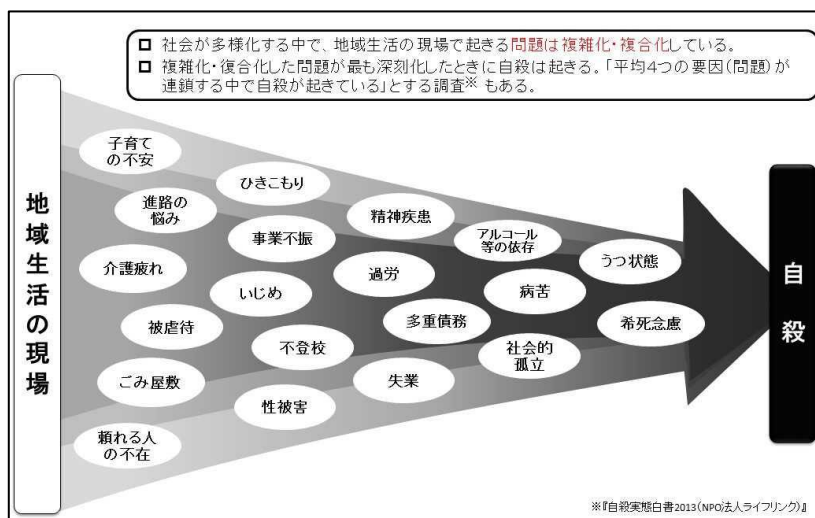 □ 社会が多様化する中で、地域生活の現場で起きる問題は複雑化・複合化している。
□ 複雑化・復合化した問題が最も深刻化したときに自殺は起きる。「平均4つの要因(問題)が
連鎖する中で自殺が起きている」とする調査※ もある。
地域生活の現場
子育て
の不安
ひきこもり
進路の
悩み
精神疾患
事業不振
アルコール
等の依存
うつ状態
介護疲れ
過労
いじめ
病苦
被虐待
多重債務
希死念慮
不登校
社会的
孤立
ごみ屋敷
失業
性被害
頼れる人
の不在
自殺
※『自殺実態白書2013(NPO法人ライフリンク)』